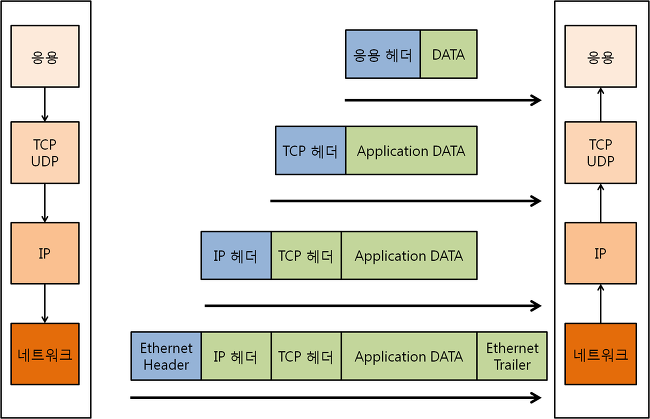 응용
TCP
UDP
IP
네트워크
응용 헤더
DATA
TCP 헤더
Application DATA
IP 헤더
TCP 헤더
Application DATA
Ethernet
Header
IP 헤더
TCP 헤더
Application DATA
Ethernet
Trailer
응용
TCP
UDP
IP
네트워크